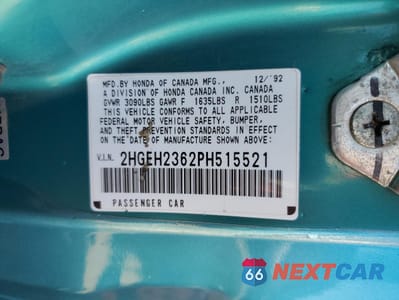 MFD.BY HONDA OF CANADA MFG., 12/'92
A DIVISION OF HONDA CANADA INC. CANADA
GVWR 3090LBS GAWR F 1635LBS R 1510LBS
THIS VEHICLE CONFORMS TO ALL APPLICABLE
FEDERAL MOTOR VEHICLE SAFETY, BUMPER,
AND THEFT PREVENTION STANDARDS IN EFFECT
ON THE DATE OF MANUFACTURE SHOWN ABOVE.
V.I.N. 2HGEH2362PH515521
PASSENGER CAR
66 NEXTCAR